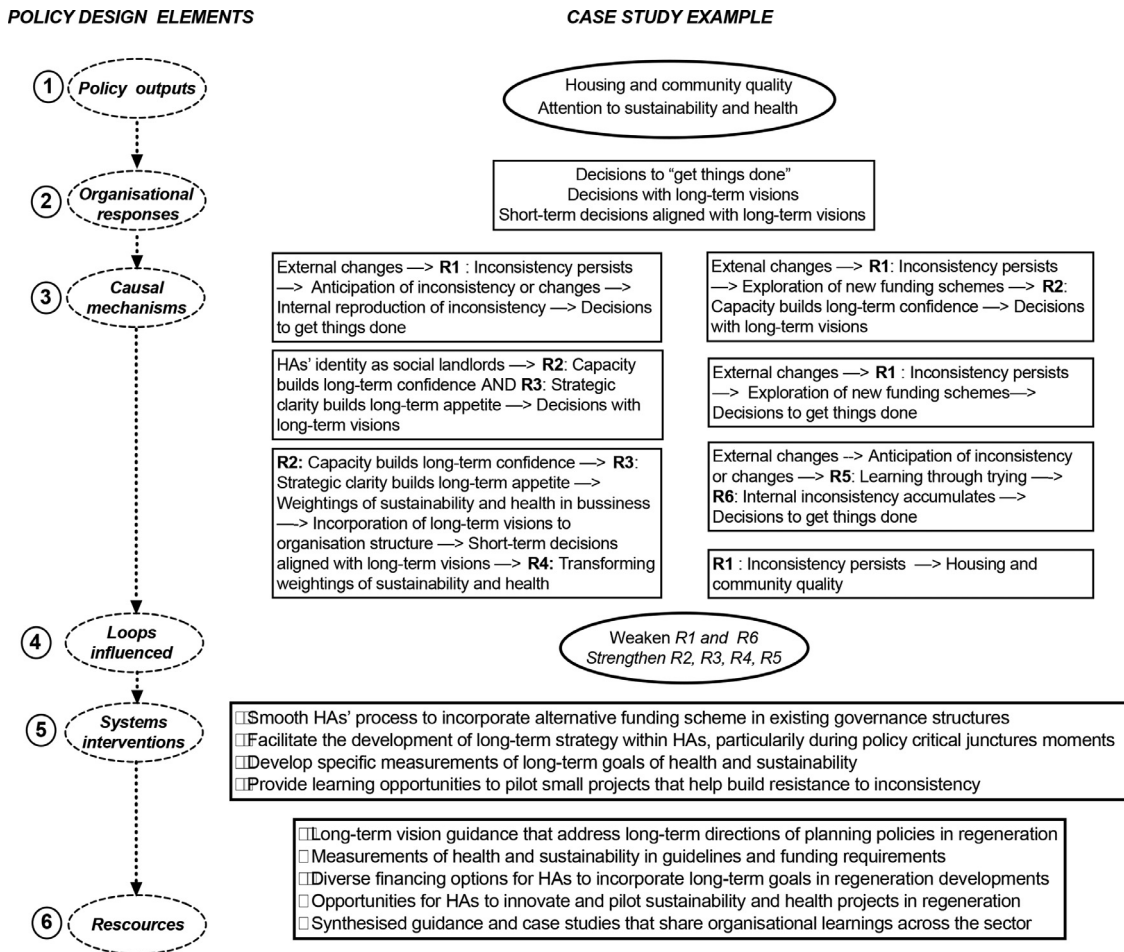 POLICY DESIGN ELEMENTS
CASE STUDY EXAMPLE
1
Policy outputs
Housing and community quality
Attention to sustainability and health
2
Organisational
responses
Decisions to “get things done”
Decisions with long-term visions
Short-term decisions aligned with long-term visions
3
Causal
mechanisms
External changes —> R1 : Inconsistency persists
—> Anticipation of inconsistency or changes —>
Internal reproduction of inconsistency —> Decisions
to get things done
HAs’ identity as social landlords —> R2: Capacity
builds long-term confidence AND R3: Strategic
clarity builds long-term appetite —> Decisions with
long-term visions
R2: Capacity builds long-term confidence —> R3:
Strategic clarity builds long-term appetite —>
Weightings of sustainability and health in bussiness
—> Incorporation of long-term visions to
organisation structure —> Short-term decisions
aligned with long-term visions —> R4: Transforming
weightings of sustainability and health
Extenal changes —> R1: Inconsistency persists
—> Exploration of new funding schemes —> R2:
Capacity builds long-term confidence —> Decisions
with long-term visions
External changes —> R1 : Inconsistency persists
—> Exploration of new funding schemes—>
Decisions to get things done
External changes --> Anticipation of inconsistency
or changes —> R5: Learning through trying —->
R6: Internal inconsistency accumulates —>
Decisions to get things done
R1 : Inconsistency persists —> Housing and
community quality
4
Loops
influenced
Weaken R1 and R6
Strengthen R2, R3, R4, R5
5
Systems
interventions
Smooth HAs’ process to incorporate alternative funding scheme in existing governance structures
Facilitate the development of long-term strategy within HAs, particularily during policy critical junctures moments
Develop specific measurements of long-term goals of health and sustainability
Provide learning opportunities to pilot small projects that help build resistance to inconsistency
6
Rescources
Long-term vision guidance that address long-term directions of planning policies in regeneration
Measurements of health and sustainability in guidelines and funding requirements
Diverse financing options for HAs to incorporate long-term goals in regeneration developments
Opportunities for HAs to innovate and pilot sustainability and health projects in regeneration
Synthesised guidance and case studies that share organisational learnings across the sector